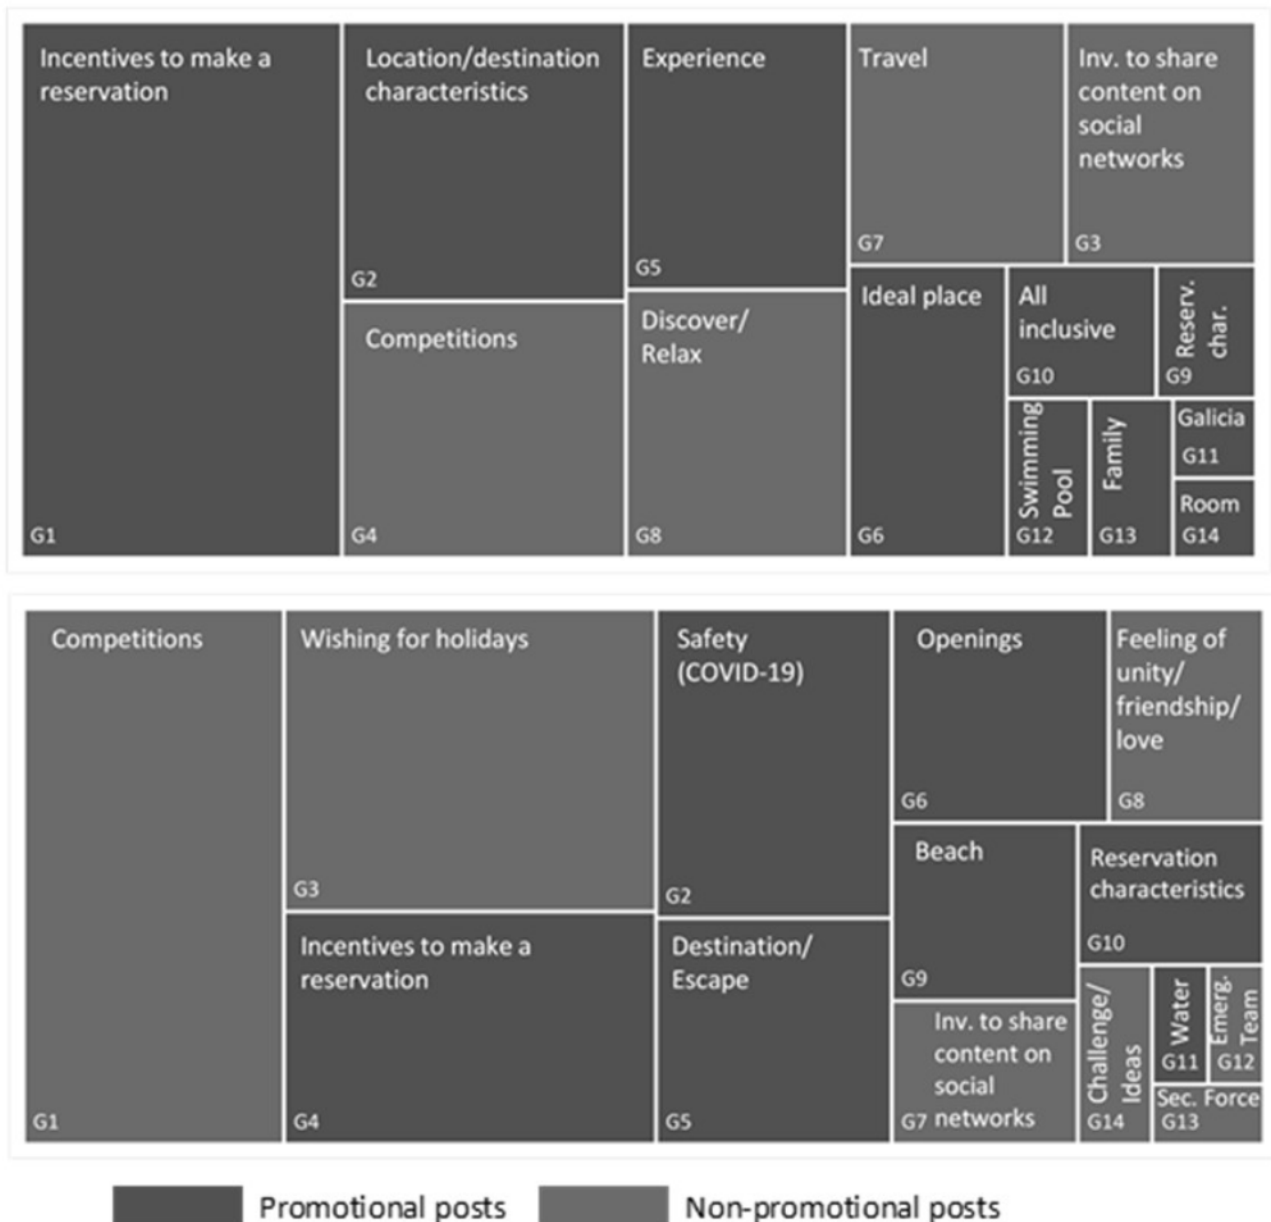 Incentives to make a
reservation
G1
Location/destination
characteristics
G2
Competitions
G4
Experience
G5
Discover/
Relax
G8
Travel
G7
Inv. to share
content on
social
networks
G3
Ideal place
G6
All
inclusive
G10
Reserv.
char.
G9
Swimming
Pool
G12
Family
G13
Galicia
G11
Room
G14
Competitions
G1
Wishing for holidays
G3
Incentives to make a
reservation
G4
Safety
(COVID-19)
G2
Destination/
Escape
G5
Openings
G6
Feeling of
unity/
friendship/
love
G8
Beach
G9
Inv. to share
content on
social
G7 networks
Reservation
characteristics
G10
Challenge/
Ideas
G14
Water
G11
Emerg.
Team
G12
Sec. Force
G13
Promotional posts
Non-promotional posts